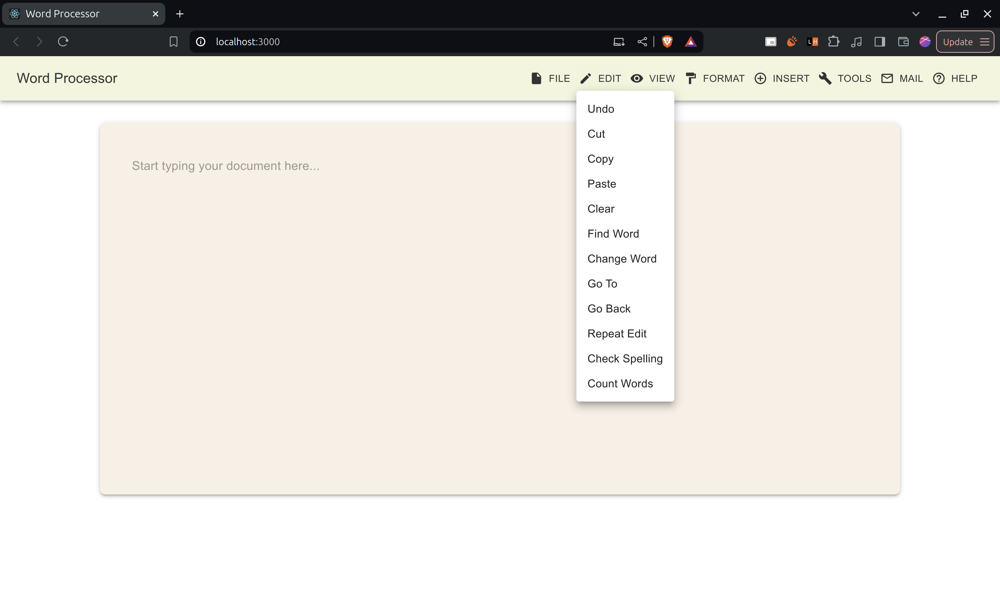 Word Processor
localhost:3000
L H
Update
Word Processor
FILE EDIT VIEW FORMAT INSERT TOOLS MAIL HELP
Undo
Cut
Copy
Paste
Clear
Find Word
Change Word
Go To
Go Back
Repeat Edit
Check Spelling
Count Words
Start typing your document here...